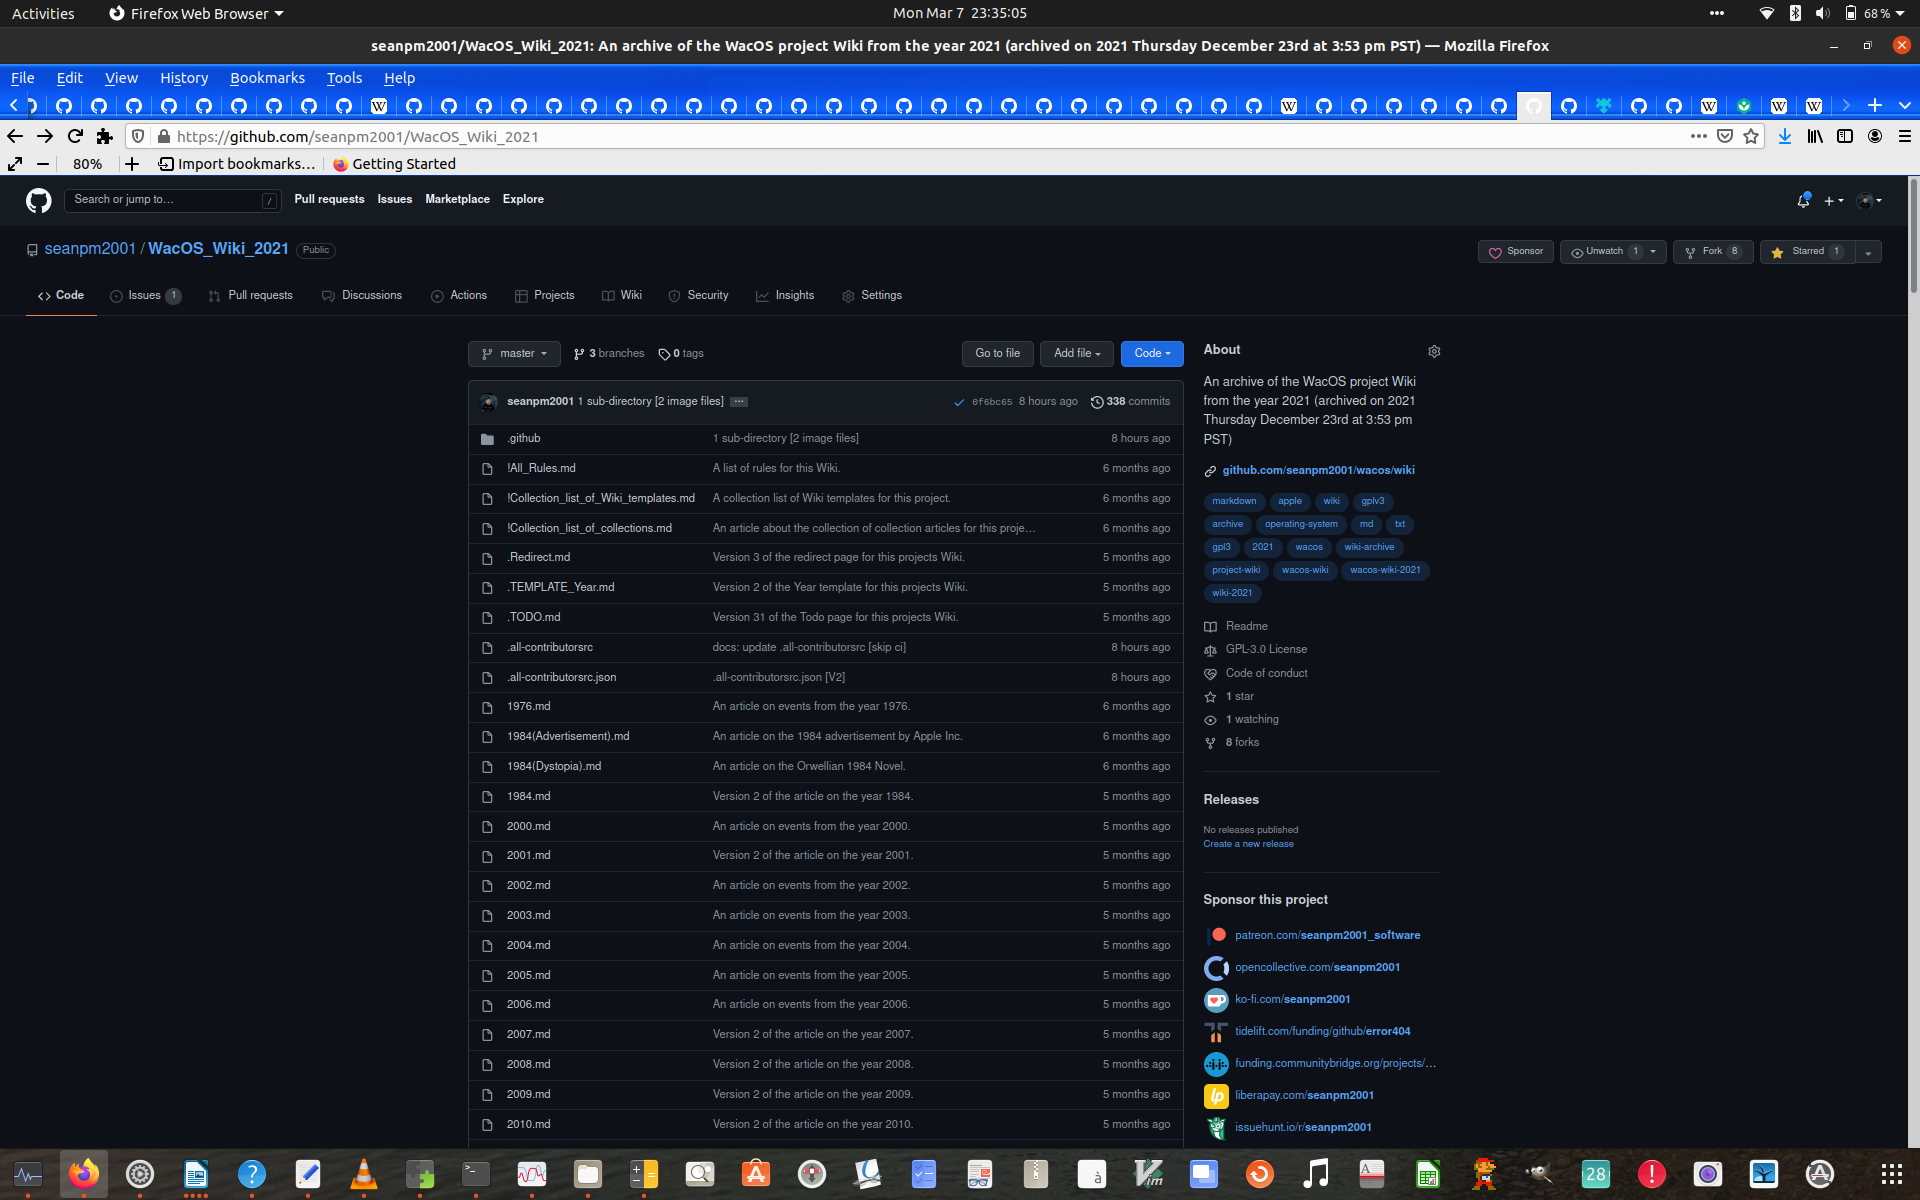 Activities
Firefox Web Browser
Mon Mar 7 23:35:05
68 %
seanpm2001/WacOS_Wiki_2021: An archive of the WacOS project Wiki from the year 2021 (archived on 2021 Thursday December 23rd at 3:53 pm PST) — Mozilla Firefox
File Edit View History Bookmarks Tools Help
https://github.com/seanpm2001/WacOS_Wiki_2021
80%
Import bookmarks…
Getting Started
Search or jump to…
/
Pull requests Issues Marketplace Explore
seanpm2001 / WacOS_Wiki_2021 Public
Sponsor
Unwatch 1
Fork 8
Starred 1
Code
Issues 1
Pull requests
Discussions
Actions
Projects
Wiki
Security
Insights
Settings
master
3 branches
0 tags
Go to file
Add file
Code
seanpm2001 1 sub-directory [2 image files]
0f6bc65 8 hours ago
338 commits
.github 1 sub-directory [2 image files] 8 hours ago
!All_Rules.md A list of rules for this Wiki. 6 months ago
!Collection_list_of_Wiki_templates.md A collection list of Wiki templates for this project. 6 months ago
!Collection_list_of_collections.md An article about the collection of collection articles for this proje… 6 months ago
.Redirect.md Version 3 of the redirect page for this projects Wiki. 5 months ago
.TEMPLATE_Year.md Version 2 of the Year template for this projects Wiki. 5 months ago
.TODO.md Version 31 of the Todo page for this projects Wiki. 5 months ago
.all-contributorsrc docs: update .all-contributorsrc [skip ci] 8 hours ago
.all-contributorsrc.json .all-contributorsrc.json [V2] 8 hours ago
1976.md An article on events from the year 1976. 6 months ago
1984(Advertisement).md An article on the 1984 advertisement by Apple Inc. 6 months ago
1984(Dystopia).md An article on the Orwellian 1984 Novel. 6 months ago
1984.md Version 2 of the article on the year 1984. 5 months ago
2000.md An article on events from the year 2000. 5 months ago
2001.md Version 2 of the article on the year 2001. 5 months ago
2002.md An article on events from the year 2002. 5 months ago
2003.md An article on events from the year 2003. 5 months ago
2004.md An article on events from the year 2004. 5 months ago
2005.md An article on events from the year 2005. 5 months ago
2006.md An article on events from the year 2006. 5 months ago
2007.md Version 2 of the article on the year 2007. 5 months ago
2008.md Version 2 of the article on the year 2008. 5 months ago
2009.md Version 2 of the article on the year 2009. 5 months ago
2010.md Version 2 of the article on the year 2010. 5 months ago
About
An archive of the WacOS project Wiki
from the year 2021 (archived on 2021
Thursday December 23rd at 3:53 pm
PST)
github.com/seanpm2001/wacos/wiki
markdown apple wiki gplv3
archive operating-system md txt
gpl3 2021 wacos wiki-archive
project-wiki wacos-wiki wacos-wiki-2021
wiki-2021
Readme
GPL-3.0 License
Code of conduct
1 star
1 watching
8 forks
Releases
No releases published
Create a new release
Sponsor this project
patreon.com/seanpm2001_software
opencollective.com/seanpm2001
ko-fi.com/seanpm2001
tidelift.com/funding/github/error404
funding.communitybridge.org/projects/…
liberapay.com/seanpm2001
issuehunt.io/r/seanpm2001
28